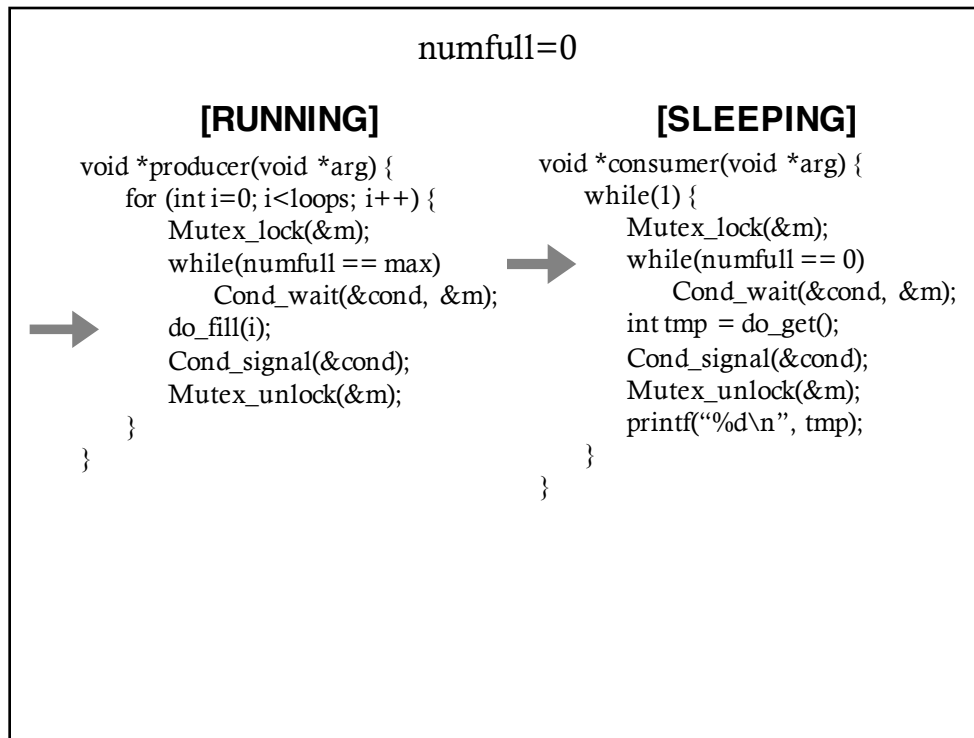 numfull=0
[RUNNING]
void *producer(void *arg) {
for (int i=0; i<loops; i++) {
Mutex_lock(&m);
while(numfull == max)
Cond_wait(&cond, &m);
do_fill(i);
Cond_signal(&cond);
Mutex_unlock(&m);
}
}
[SLEEPING]
void *consumer(void *arg) {
while(1) {
Mutex_lock(&m);
while(numfull == 0)
Cond_wait(&cond, &m);
int tmp = do_get();
Cond_signal(&cond);
Mutex_unlock(&m);
printf(“%d\n”, tmp);
}
}